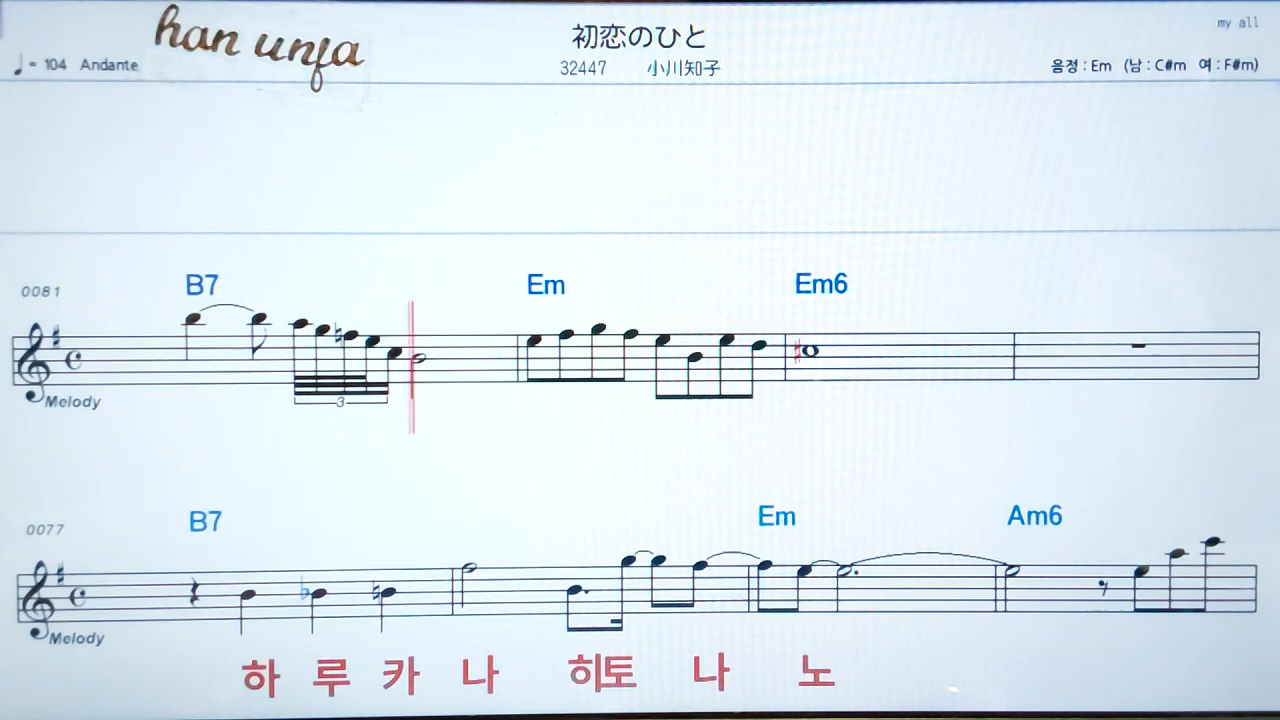 han unfa
初恋のひと
my all
♩= 104 Andante
32447 小川知子
음정 : Em (남 : C#m 여 : F#m)
0081 B7 Em Em6
3
Melody
0077 B7 Em Am6
Melody
하 루 카 나 히토 나 노